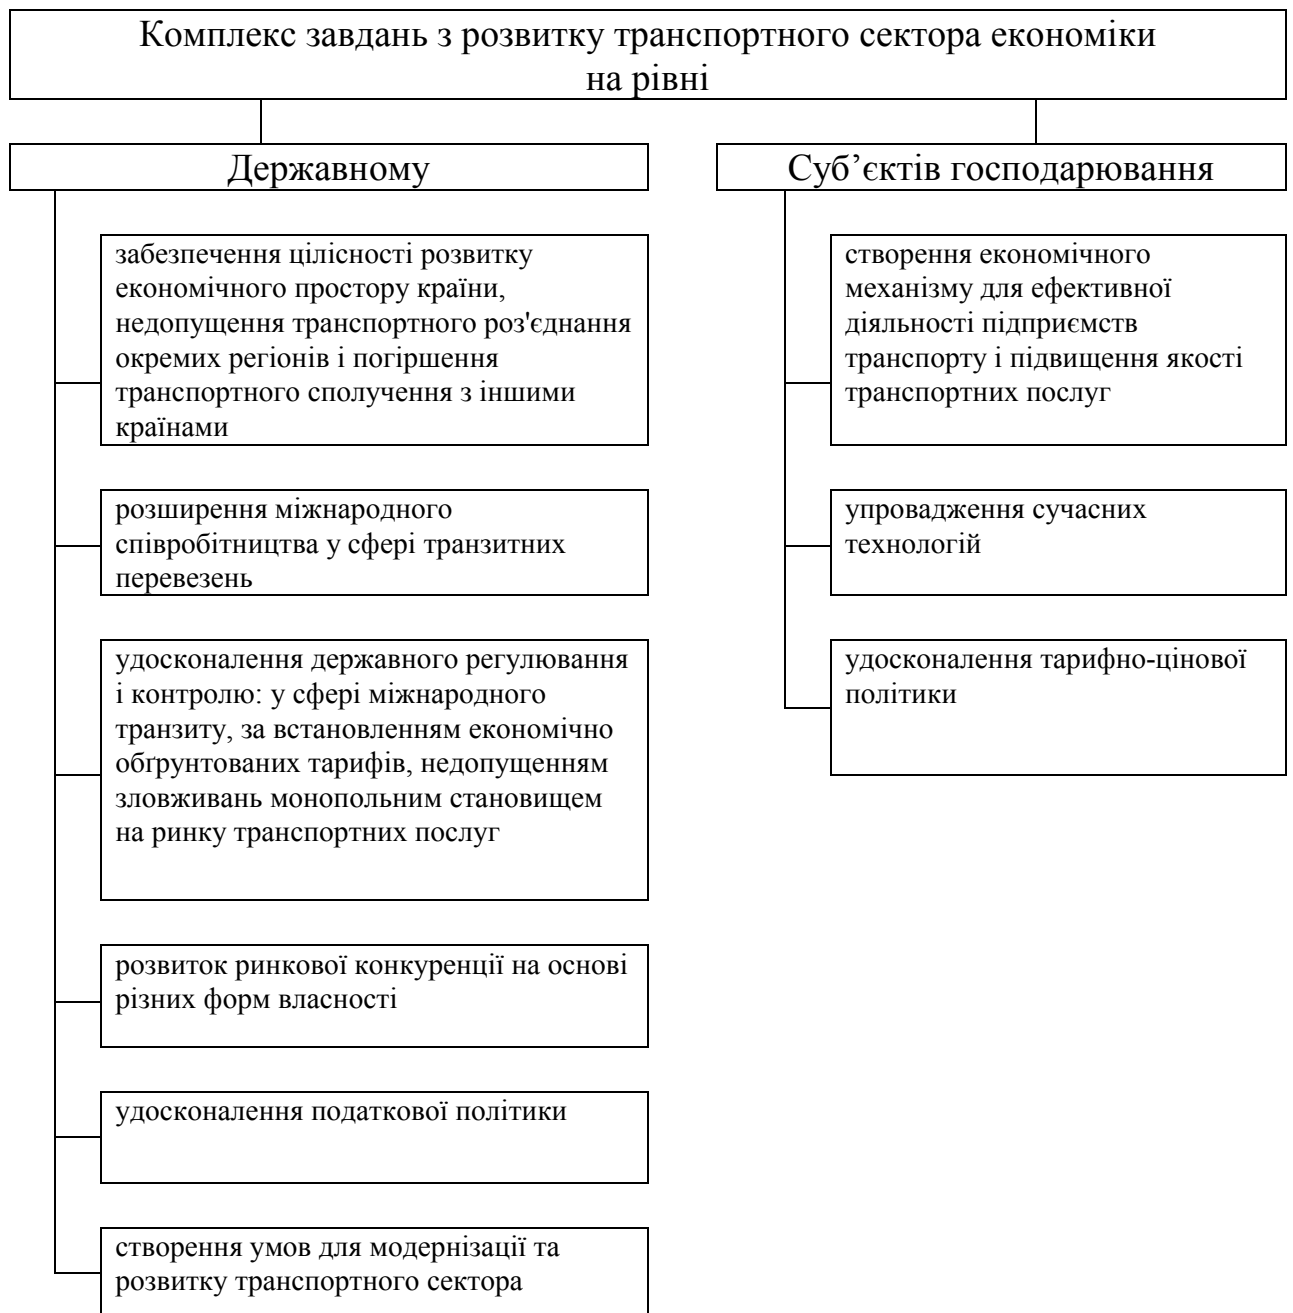 Комплекс завдань з розвитку транспортного сектора економіки
на рівні
Державному
забезпечення цілісності розвитку
економічного простору країни,
недопущення транспортного роз'єднання
окремих регіонів і погіршення
транспортного сполучення з іншими
країнами
розширення міжнародного
співробітництва у сфері транзитних
перевезень
удосконалення державного регулювання
і контролю: у сфері міжнародного
транзиту, за встановленням економічно
обґрунтованих тарифів, недопущенням
зловживань монопольним становищем
на ринку транспортних послуг
розвиток ринкової конкуренції на основі
різних форм власності
удосконалення податкової політики
створення умов для модернізації та
розвитку транспортного сектора
Суб’єктів господарювання
створення економічного
механізму для ефективної
діяльності підприємств
транспорту і підвищення якості
транспортних послуг
упровадження сучасних
технологій
удосконалення тарифно-цінової
політики